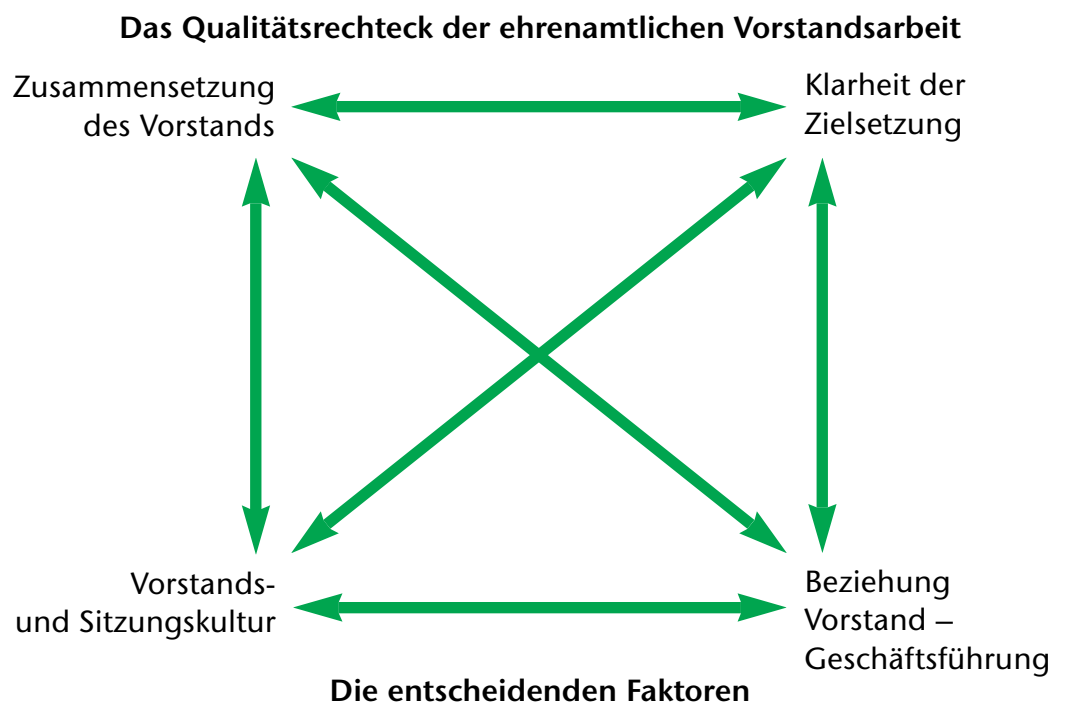 Das Qualitätsrechteck der ehrenamtlichen Vorstandsarbeit
Zusammensetzung
des Vorstands
Klarheit der
Zielsetzung
Vorstands-
und Sitzungskultur
Beziehung
Vorstand –
Geschäftsführung
Die entscheidenden Faktoren